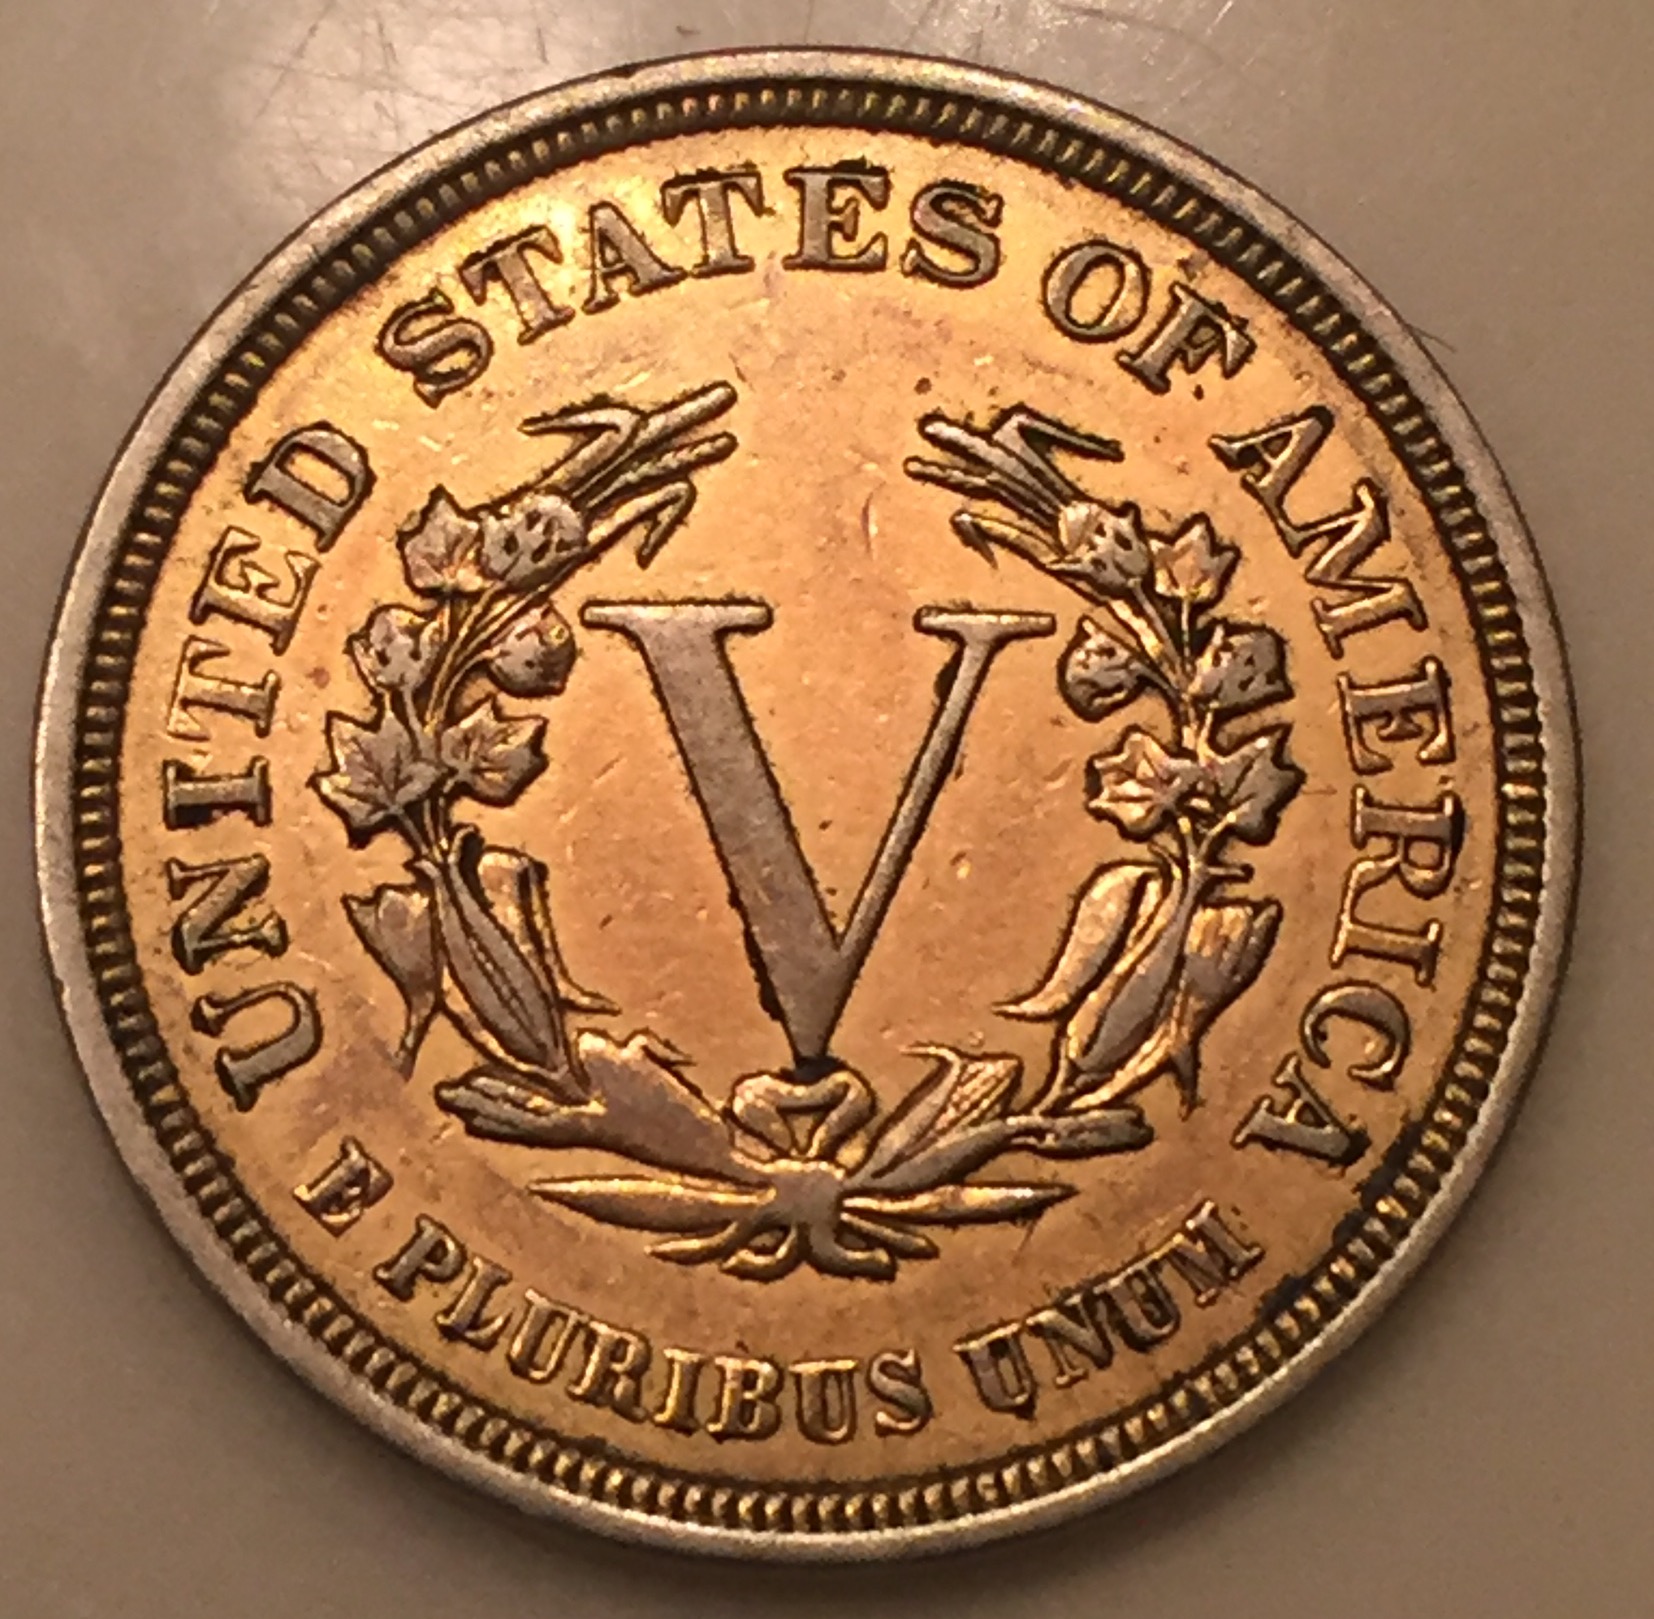 UNITED STATES OF AMERICA
V
E PLURIBUS UNUM